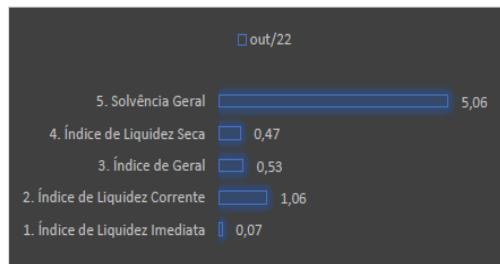 out/22
5. Solvência Geral 5,06
4. Índice de Liquidez Seca 0,47
3. Índice de Geral 0,53
2. Índice de Liquidez Corrente 1,06
1. Índice de Liquidez Imediata 0,07